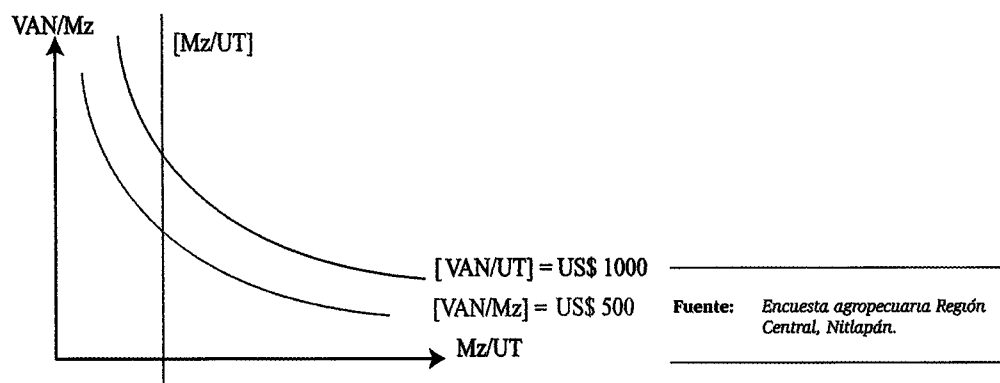 VAN/Mz
[Mz/UT]
[VAN/UT] = US$ 1000
[VAN/Mz] = US$ 500
Mz/UT
Fuente: Encuesta agropecuaria Región
Central, Nitlapán.